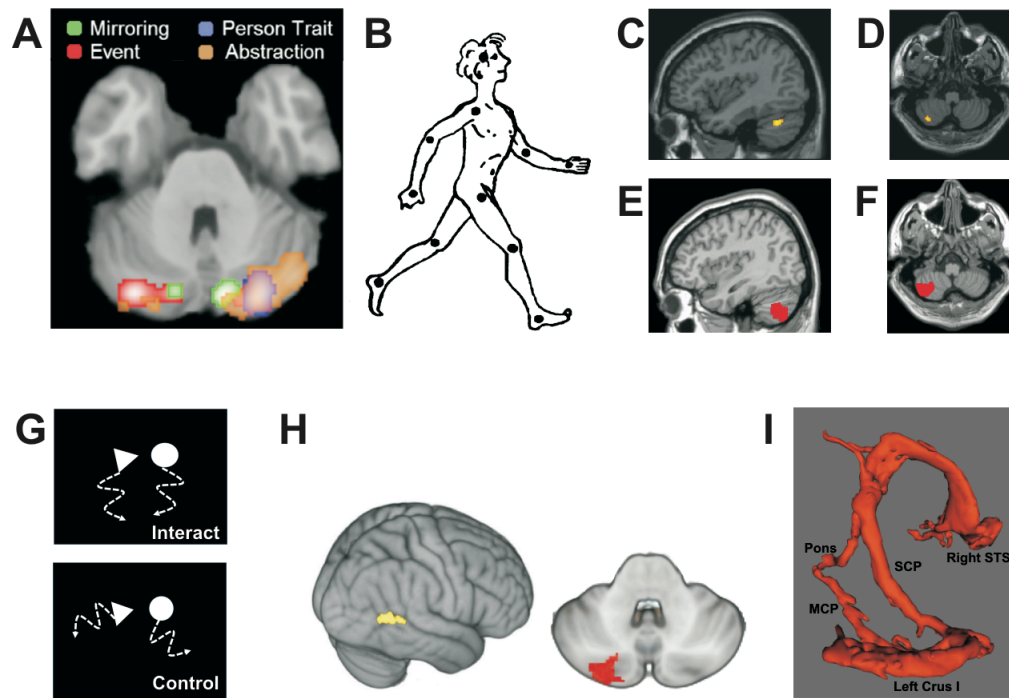 A
Mirroring Person Trait
Event Abstraction
B
C
D
E
F
G
Interact
Control
H
I
Pons
SCP
Right STS
MCP
Left Crus I